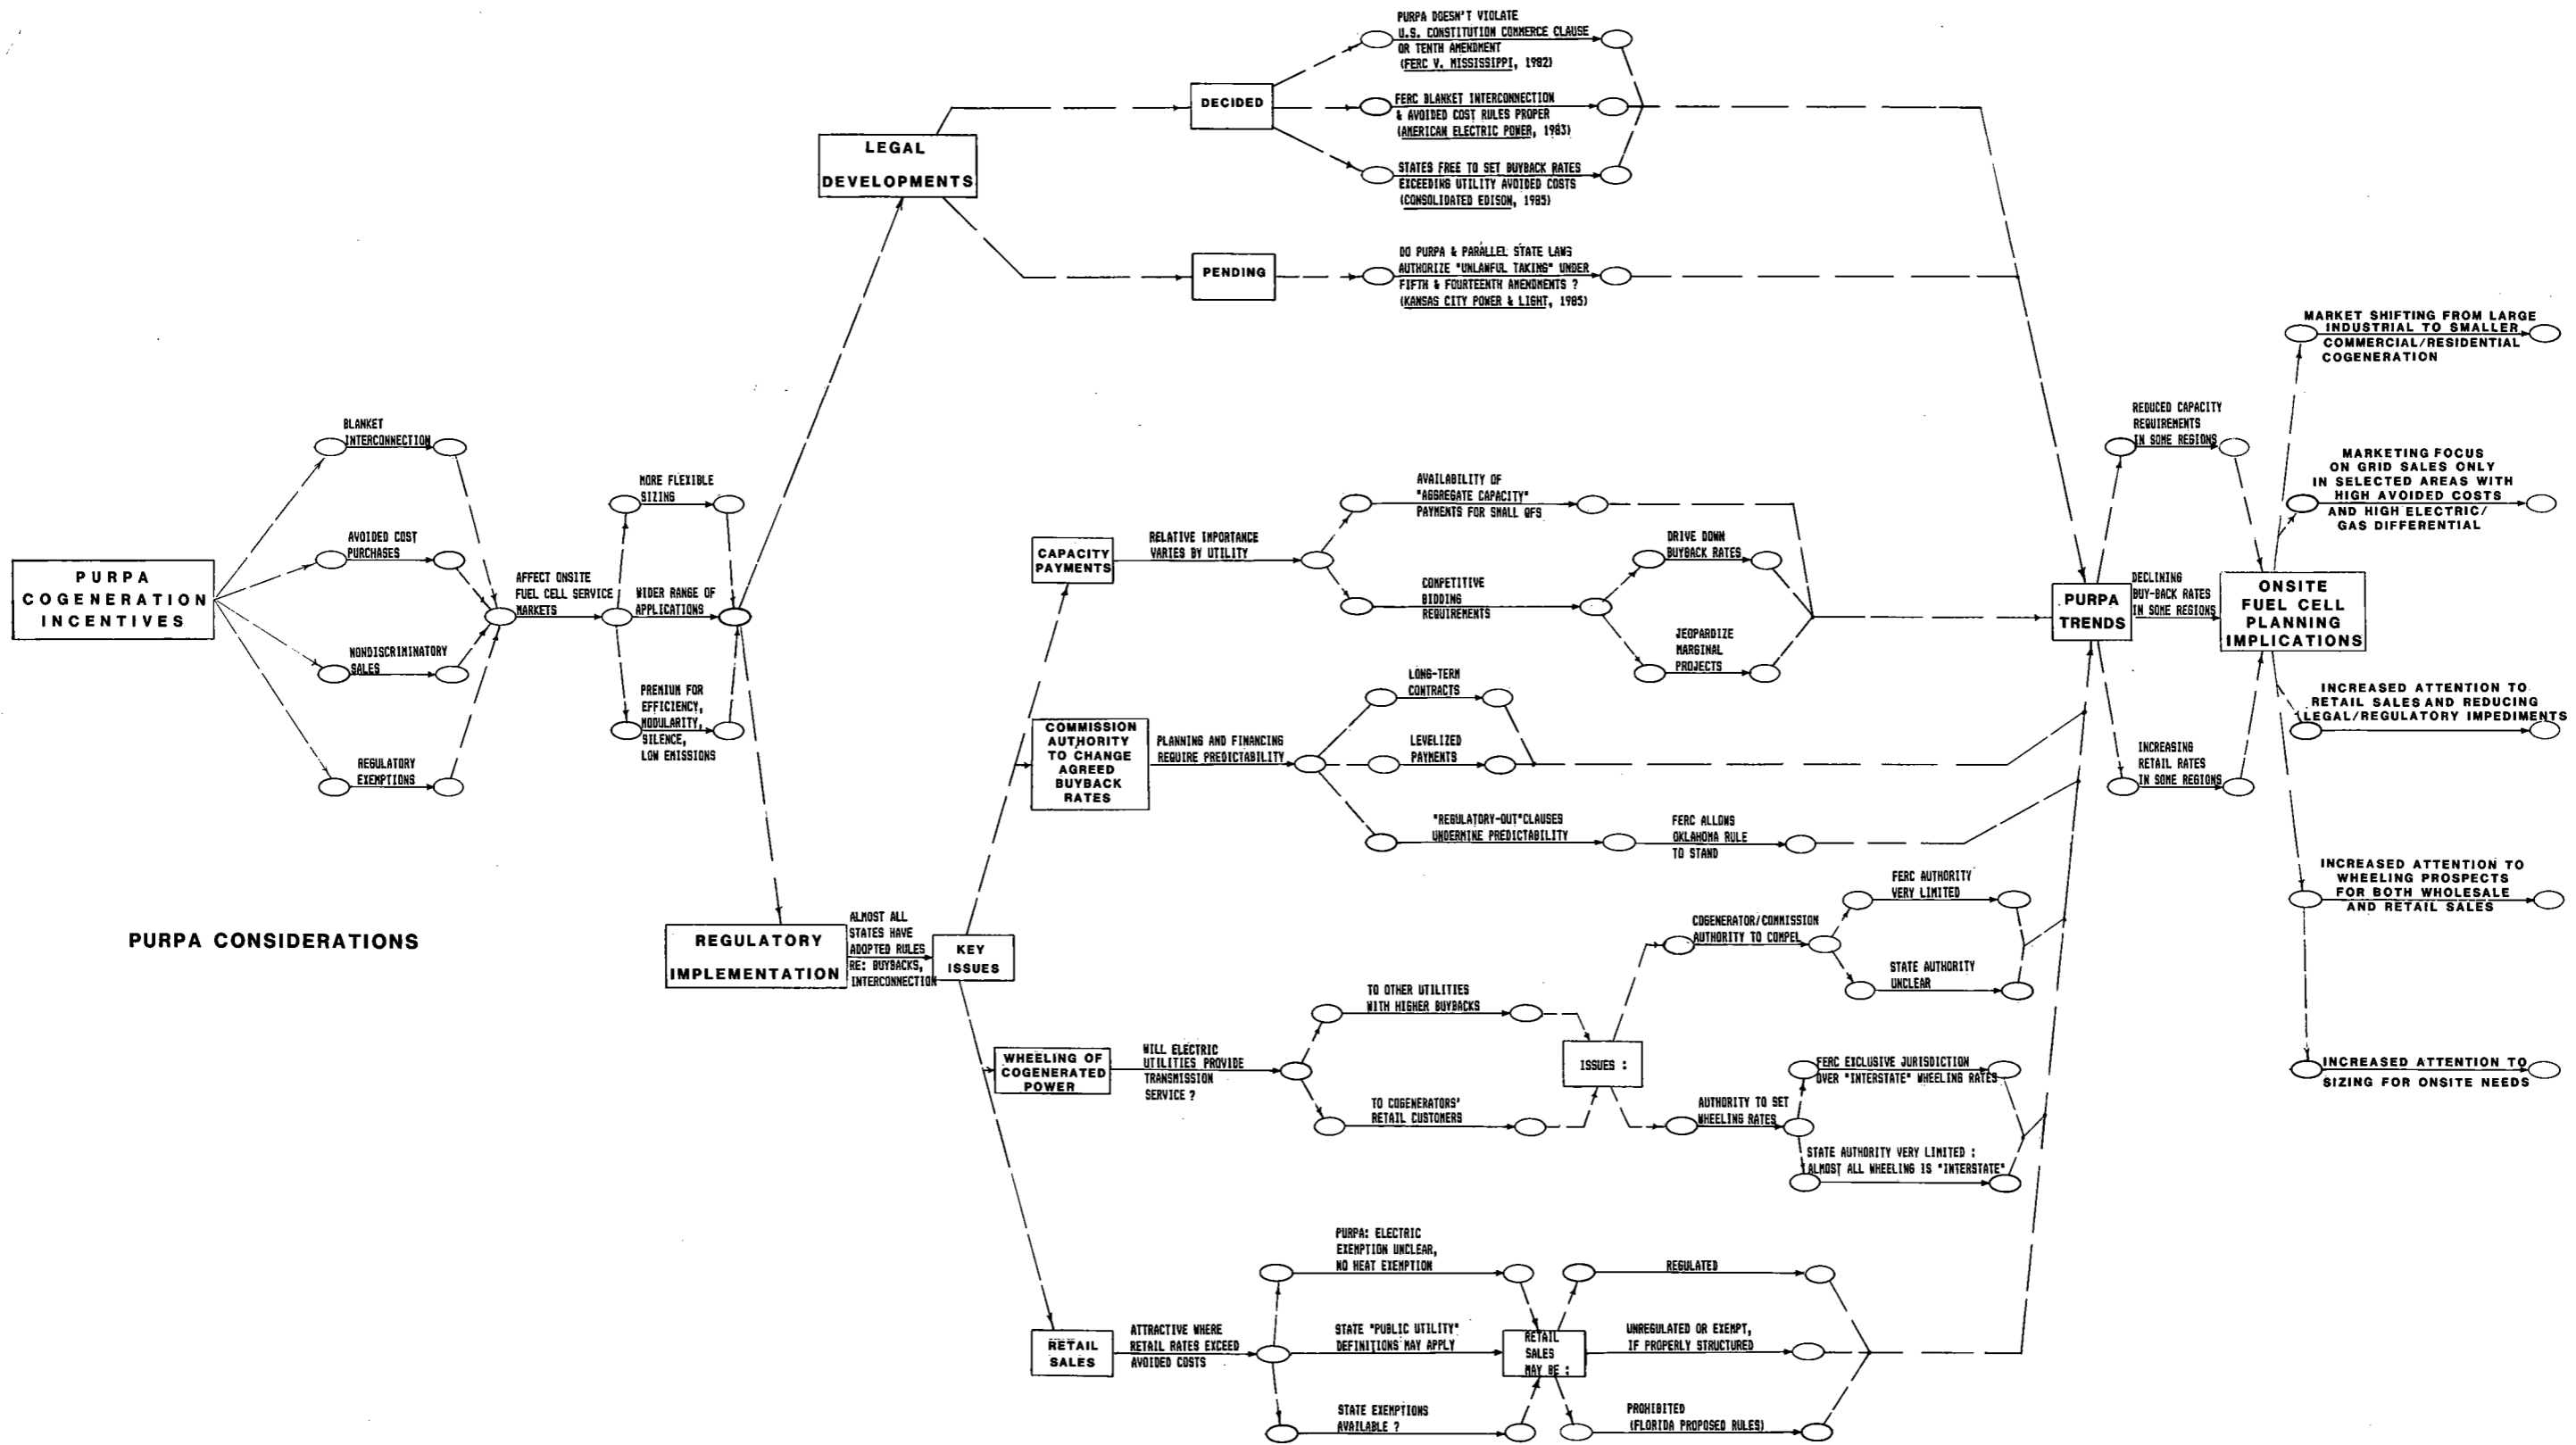 PURPA
COGENERATION
INCENTIVES
BLANKET
INTERCONNECTION
AVOIDED COST
PURCHASES
NONDISCRIMINATORY
SALES
REGULATORY
EXEMPTIONS
AFFECT ONSITE
FUEL CELL SERVICE
MARKETS
MORE FLEXIBLE
SIZING
WIDER RANGE OF
APPLICATIONS
PREMIUM FOR
EFFICIENCY,
MODULARITY,
SILENCE,
LOW EMISSIONS
PURPA CONSIDERATIONS
LEGAL
DEVELOPMENTS
DECIDED
PURPA DOESN'T VIOLATE
U.S. CONSTITUTION COMMERCE CLAUSE
OR TENTH AMENDMENT
(FERC V. MISSISSIPPI, 1982)
FERC BLANKET INTERCONNECTION
& AVOIDED COST RULES PROPER
(AMERICAN ELECTRIC POWER, 1983)
STATES FREE TO SET BUYBACK RATES
EXCEEDING UTILITY AVOIDED COSTS
(CONSOLIDATED EDISON, 1985)
PENDING
DO PURPA & PARALLEL STATE LAWS
AUTHORIZE "UNLAWFUL TAKING" UNDER
FIFTH & FOURTEENTH AMENDMENTS ?
(KANSAS CITY POWER & LIGHT, 1985)
REGULATORY
IMPLEMENTATION
ALMOST ALL
STATES HAVE
ADOPTED RULES
RE: BUYBACKS,
INTERCONNECTION
KEY
ISSUES
CAPACITY
PAYMENTS
RELATIVE IMPORTANCE
VARIES BY UTILITY
AVAILABILITY OF
"AGGREGATE CAPACITY"
PAYMENTS FOR SMALL QFS
COMPETITIVE
BIDDING
REQUIREMENTS
DRIVE DOWN
BUYBACK RATES
JEOPARDIZE
MARGINAL
PROJECTS
COMMISSION
AUTHORITY
TO CHANGE
AGREED
BUYBACK
RATES
PLANNING AND FINANCING
REQUIRE PREDICTABILITY
LONG-TERM
CONTRACTS
LEVELIZED
PAYMENTS
"REGULATORY-OUT"CLAUSES
UNDERMINE PREDICTABILITY
FERC ALLOWS
OKLAHOMA RULE
TO STAND
WHEELING OF
COGENERATED
POWER
WILL ELECTRIC
UTILITIES PROVIDE
TRANSMISSION
SERVICE ?
TO OTHER UTILITIES
WITH HIGHER BUYBACKS
TO COGENERATORS'
RETAIL CUSTOMERS
ISSUES :
COGENERATOR/COMMISSION
AUTHORITY TO COMPEL
FERC AUTHORITY
VERY LIMITED
STATE AUTHORITY
UNCLEAR
AUTHORITY TO SET
WHEELING RATES
FERC EXCLUSIVE JURISDICTION
OVER "INTERSTATE" WHEELING RATES
STATE AUTHORITY VERY LIMITED :
ALMOST ALL WHEELING IS "INTERSTATE"
RETAIL
SALES
ATTRACTIVE WHERE
RETAIL RATES EXCEED
AVOIDED COSTS
PURPA: ELECTRIC
EXEMPTION UNCLEAR,
NO HEAT EXEMPTION
STATE "PUBLIC UTILITY"
DEFINITIONS MAY APPLY
STATE EXEMPTIONS
AVAILABLE ?
RETAIL
SALES
MAY BE :
REGULATED
UNREGULATED OR EXEMPT,
IF PROPERLY STRUCTURED
PROHIBITED
(FLORIDA PROPOSED RULES)
PURPA
TRENDS
REDUCED CAPACITY
REQUIREMENTS
IN SOME REGIONS
DECLINING
BUY-BACK RATES
IN SOME REGIONS
INCREASING
RETAIL RATES
IN SOME REGIONS
ONSITE
FUEL CELL
PLANNING
IMPLICATIONS
MARKET SHIFTING FROM LARGE
INDUSTRIAL TO SMALLER
COMMERCIAL/RESIDENTIAL
COGENERATION
MARKETING FOCUS
ON GRID SALES ONLY
IN SELECTED AREAS WITH
HIGH AVOIDED COSTS
AND HIGH ELECTRIC/
GAS DIFFERENTIAL
INCREASED ATTENTION TO
RETAIL SALES AND REDUCING
LEGAL/REGULATORY IMPEDIMENTS
INCREASED ATTENTION TO
WHEELING PROSPECTS
FOR BOTH WHOLESALE
AND RETAIL SALES
INCREASED ATTENTION TO
SIZING FOR ONSITE NEEDS